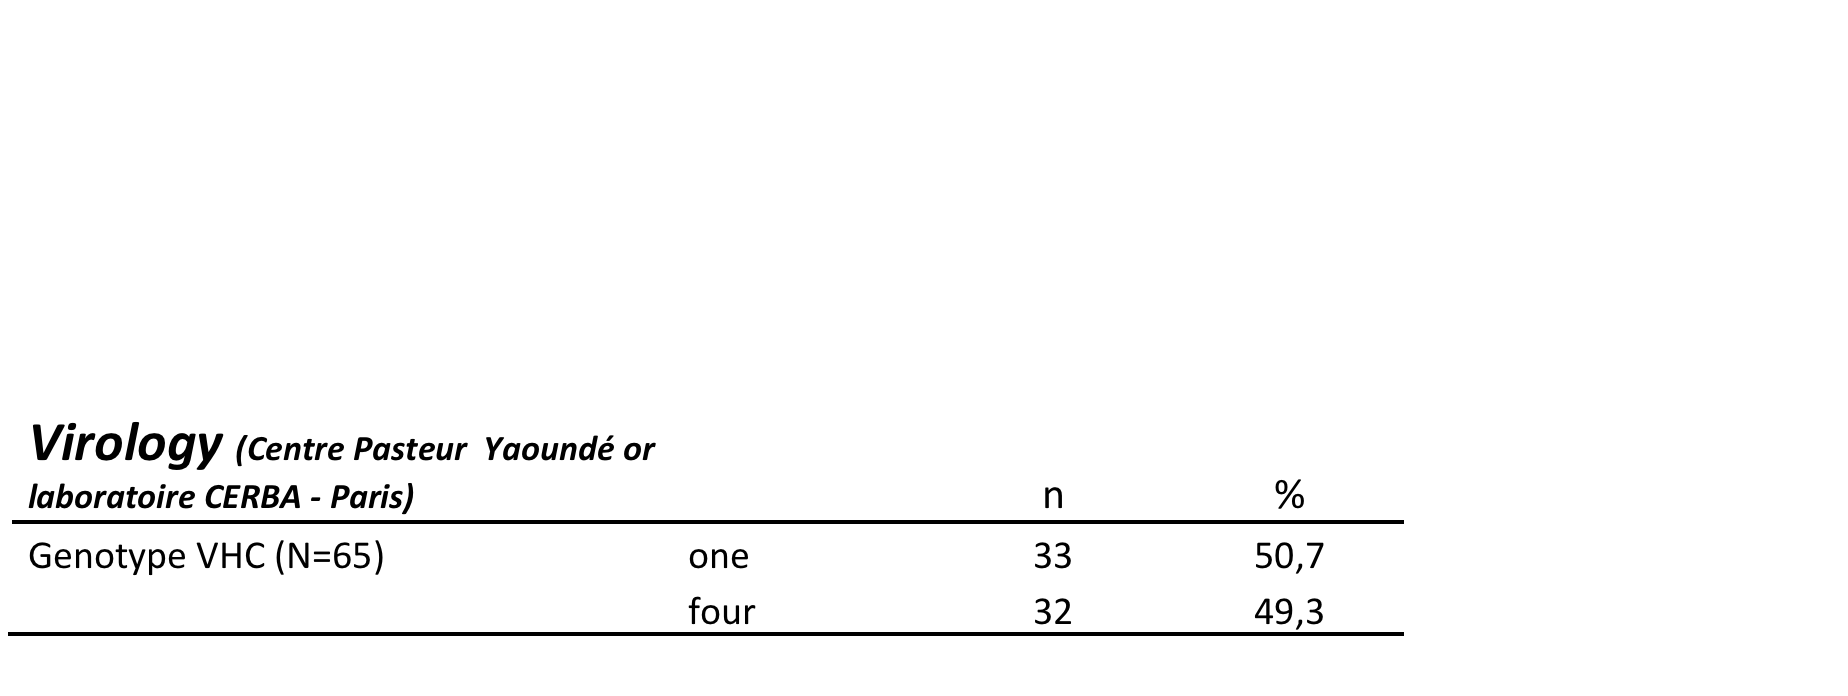 Virology (Centre Pasteur Yaoundé or
laboratoire CERBA - Paris) n %
Genotype VHC (N=65) one 33 50,7
four 32 49,3